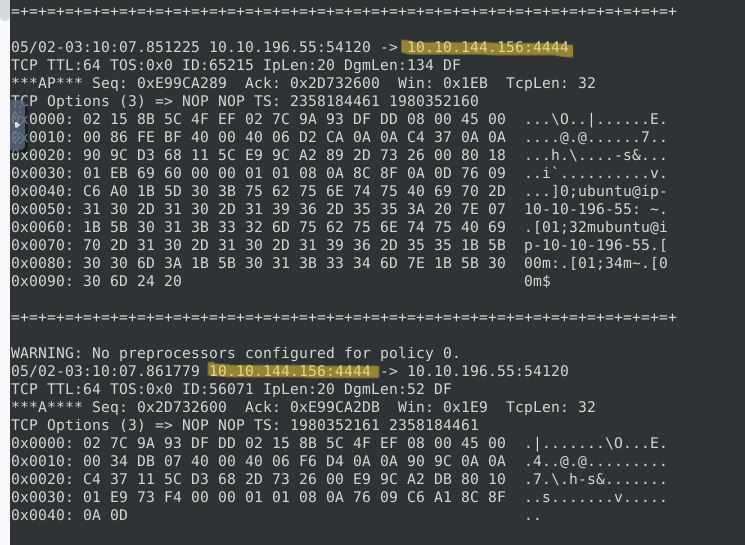 =+=+=+=+=+=+=+=+=+=+=+=+=+=+=+=+=+=+=+=+=+=+=+=+=+=+=+=+=+=+=+=+=+=+=+=+=+
05/02-03:10:07.851225 10.10.196.55:54120 -> 10.10.144.156:4444
TCP TTL:64 TOS:0x0 ID:65215 IpLen:20 DgmLen:134 DF
***AP*** Seq: 0xE99CA289  Ack: 0x2D732600  Win: 0x1EB  TcpLen: 32
TCP Options (3) => NOP NOP TS: 2358184461 1980352160
0x0000: 02 15 8B 5C 4F EF 02 7C 9A 93 DF DD 08 00 45 00  ...\O..|......E.
0x0010: 00 86 FE BF 40 00 40 06 D2 CA 0A 0A C4 37 0A 0A  ....@.@......7..
0x0020: 90 9C D3 68 11 5C E9 9C A2 89 2D 73 26 00 80 18  ...h.\....-s&...
0x0030: 01 EB 69 60 00 00 01 01 08 0A 8C 8F 0A 0D 76 09  ..i`..........v.
0x0040: C6 A0 1B 5D 30 3B 75 62 75 6E 74 75 40 69 70 2D  ...]0;ubuntu@ip-
0x0050: 31 30 2D 31 30 2D 31 39 36 2D 35 35 3A 20 7E 07  10-10-196-55: ~.
0x0060: 1B 5B 30 31 3B 33 32 6D 75 62 75 6E 74 75 40 69  .[01;32mubuntu@i
0x0070: 70 2D 31 30 2D 31 30 2D 31 39 36 2D 35 35 1B 5B  p-10-10-196-55.[
0x0080: 30 30 6D 3A 1B 5B 30 31 3B 33 34 6D 7E 1B 5B 30  00m:.[01;34m~.[0
0x0090: 30 6D 24 20                                      0m$
=+=+=+=+=+=+=+=+=+=+=+=+=+=+=+=+=+=+=+=+=+=+=+=+=+=+=+=+=+=+=+=+=+=+=+=+=+
WARNING: No preprocessors configured for policy 0.
05/02-03:10:07.861779 10.10.144.156:4444 -> 10.10.196.55:54120
TCP TTL:64 TOS:0x0 ID:56071 IpLen:20 DgmLen:52 DF
***A**** Seq: 0x2D732600  Ack: 0xE99CA2DB  Win: 0x1E9  TcpLen: 32
TCP Options (3) => NOP NOP TS: 1980352161 2358184461
0x0000: 02 7C 9A 93 DF DD 02 15 8B 5C 4F EF 08 00 45 00  .|.......\O...E.
0x0010: 00 34 DB 07 40 00 40 06 F6 D4 0A 0A 90 9C 0A 0A  .4..@.@.........
0x0020: C4 37 11 5C D3 68 2D 73 26 00 E9 9C A2 DB 80 10  .7.\.h-s&.......
0x0030: 01 E9 73 F4 00 00 01 01 08 0A 76 09 C6 A1 8C 8F  ..s.......v.....
0x0040: 0A 0D                                            ..